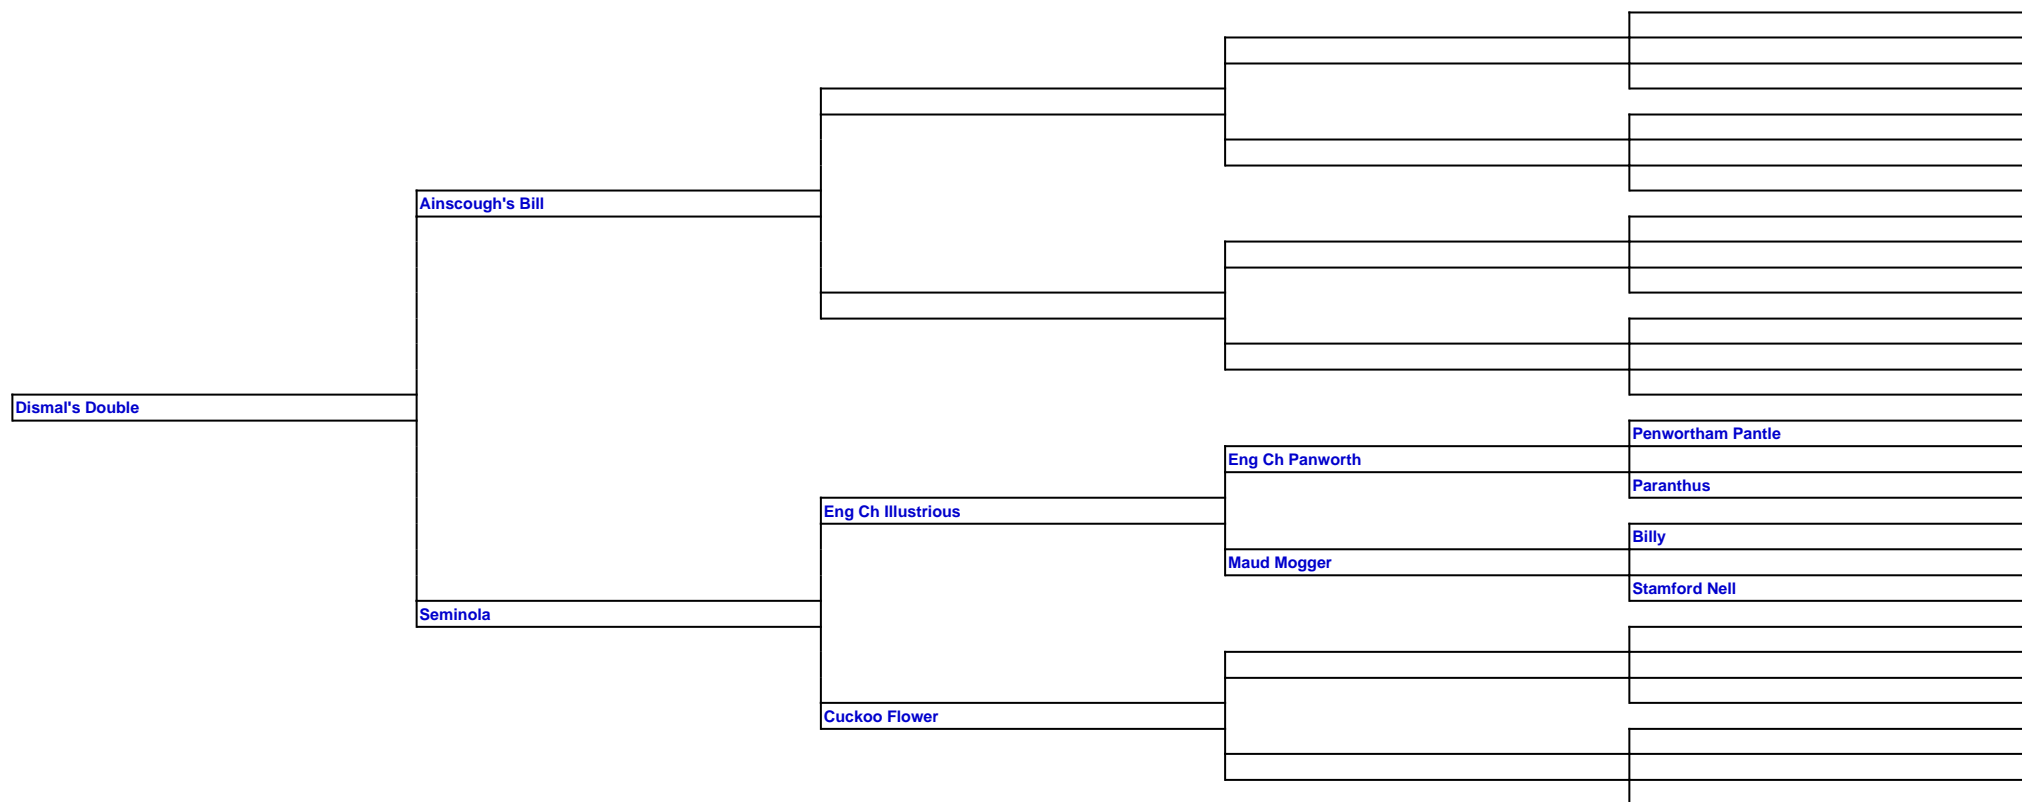 Ainscough's Bill
Dismal's Double
Penwortham Pantle
Eng Ch Panworth
Paranthus
Eng Ch Illustrious
Billy
Maud Mogger
Stamford Nell
Seminola
Cuckoo Flower